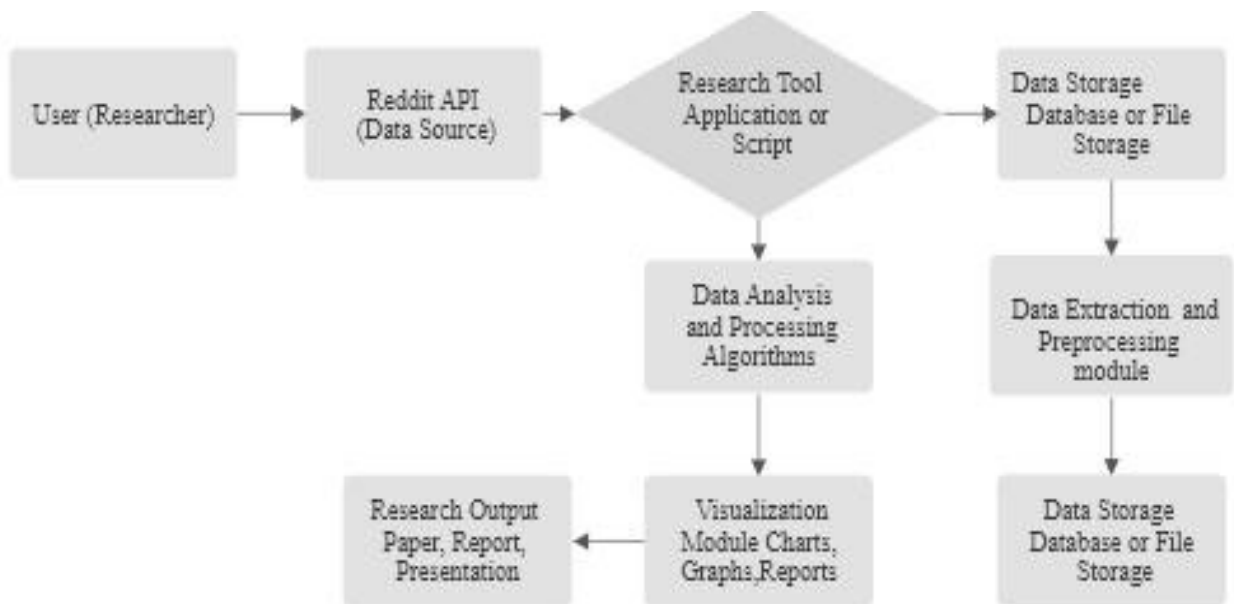 User (Researcher)
Reddit API
(Data Source)
Research Tool
Application or
Script
Data Storage
Database or File
Storage
Data Analysis
and Processing
Algorithms
Data Extraction and
Preprocessing
module
Research Output
Paper, Report,
Presentation
Visualization
Module Charts,
Graphs,Reports
Data Storage
Database or File
Storage